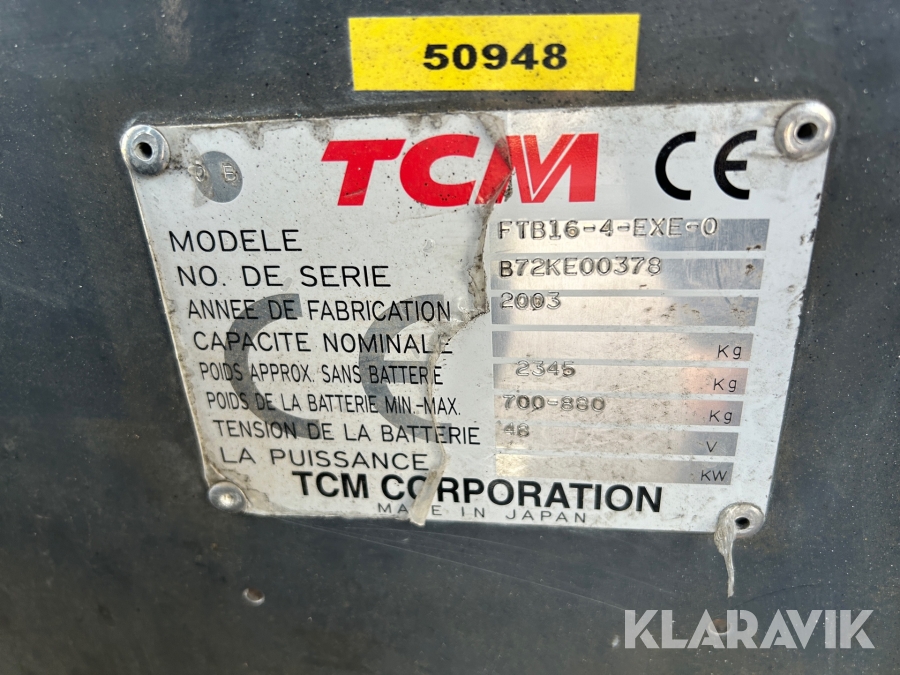 50948
TCM CE
MODELE FTB16-4-EXE-0
NO. DE SERIE B72KE00378
ANNEE DE FABRICATION 2003
CAPACITE NOMINALE Kg
POIDS APPROX. SANS BATTERIE 2345 Kg
POIDS DE LA BATTERIE MIN.-MAX. 700-880 Kg
TENSION DE LA BATTERIE 48 V
LA PUISSANCE KW
TCM CORPORATION
MADE IN JAPAN
KLARAVIK